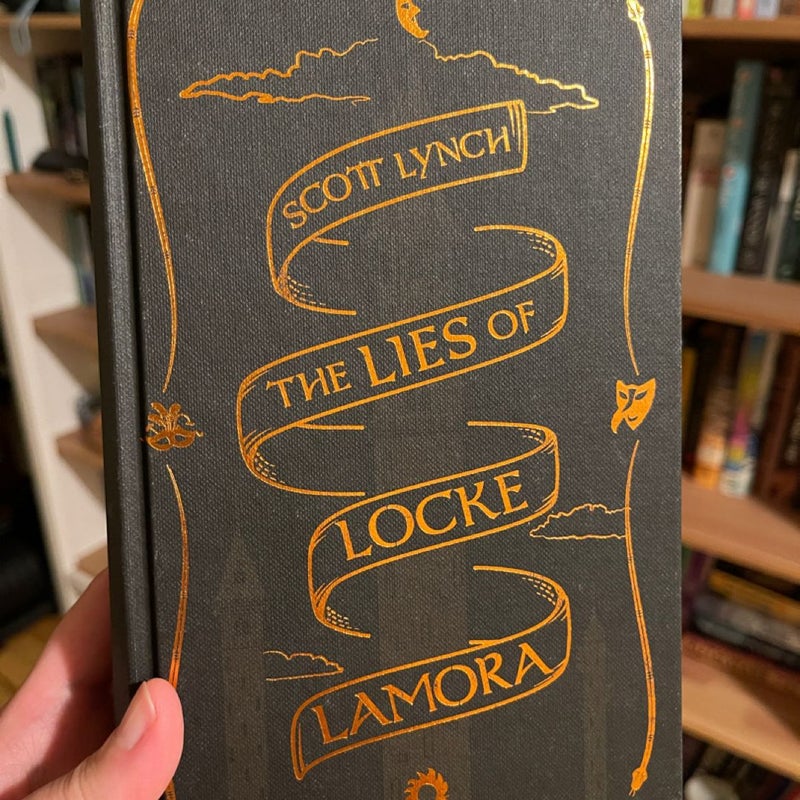 SCOTT LYNCH
THE LIES OF
LOCKE
LAMORA